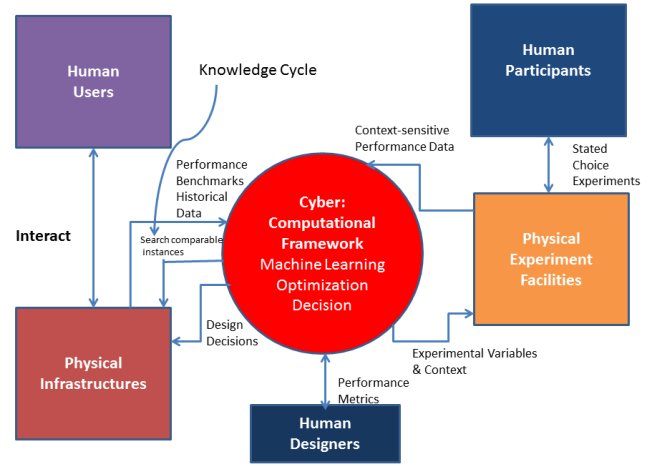 Human
Users
Knowledge Cycle
Human
Participants
Context-sensitive
Performance Data
Stated
Choice
Experiments
Performance
Benchmarks
Historical
Data
Cyber:
Computational
Framework
Machine Learning
Optimization
Decision
Interact
Search comparable
instances
Physical
Experiment
Facilities
Design
Decisions
Physical
Infrastructures
Experimental Variables
& Context
Performance
Metrics
Human
Designers